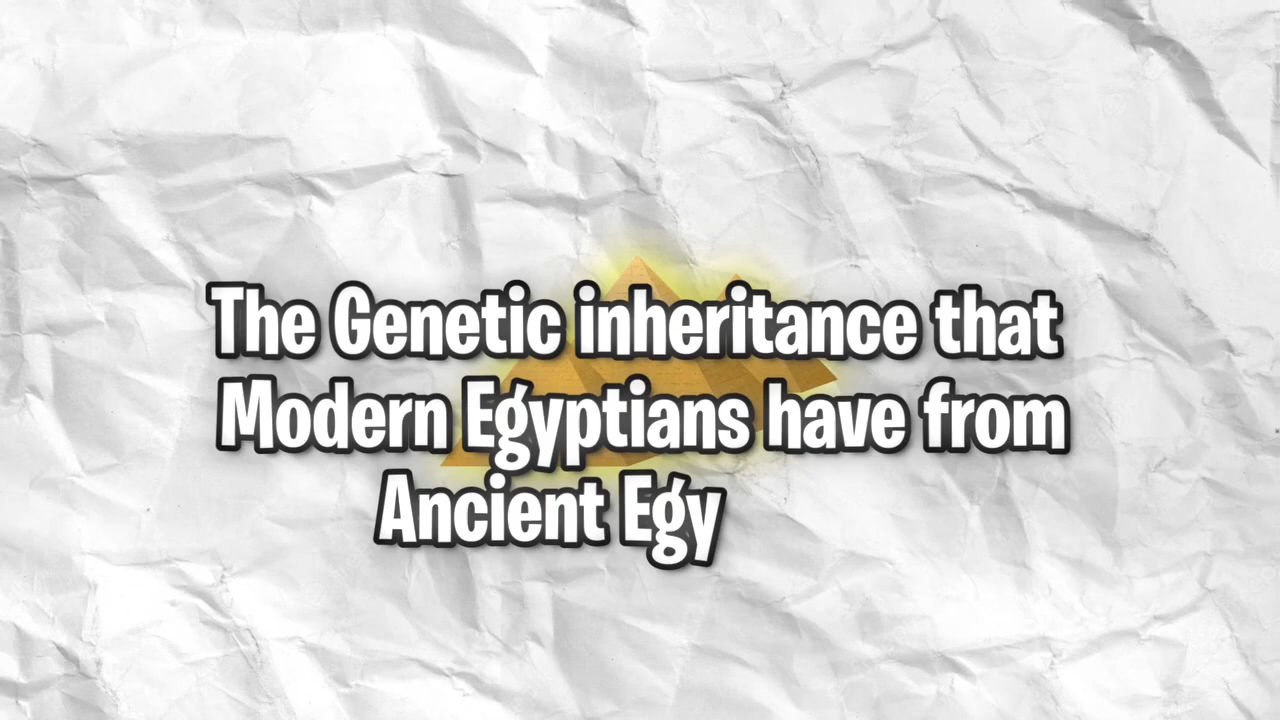 The Genetic inheritance that
Modern Egyptians have from
Ancient Egy